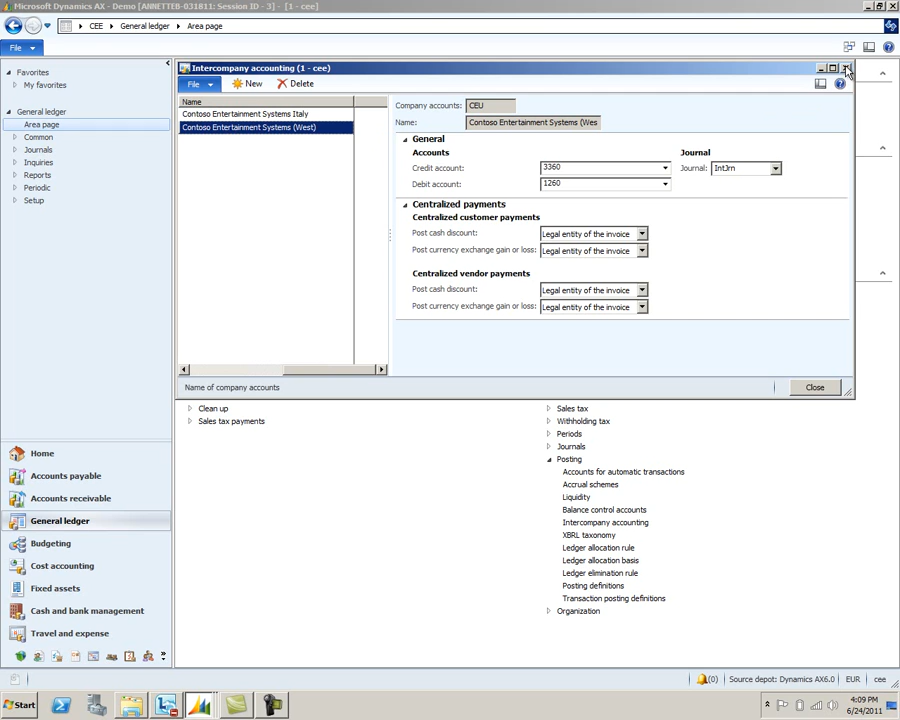 Microsoft Dynamics AX - Demo [ANNETTEB-031811: Session ID - 3] - [1 - cee]
CEE General ledger Area page
File
Favorites
My favorites
General ledger
Area page
Common
Journals
Inquiries
Reports
Periodic
Setup
Intercompany accounting (1 - cee)
File New Delete
Name
Contoso Entertainment Systems Italy
Contoso Entertainment Systems (West)
Company accounts: CEU
Name: Contoso Entertainment Systems (Wes
General
Accounts Journal
Credit account: 3360 Journal: IntJrn
Debit account: 1260
Centralized payments
Centralized customer payments
Post cash discount: Legal entity of the invoice
Post currency exchange gain or loss: Legal entity of the invoice
Centralized vendor payments
Post cash discount: Legal entity of the invoice
Post currency exchange gain or loss: Legal entity of the invoice
Name of company accounts Close
Clean up
Sales tax payments
Sales tax
Withholding tax
Periods
Journals
Posting
Accounts for automatic transactions
Accrual schemes
Liquidity
Balance control accounts
Intercompany accounting
XBRL taxonomy
Ledger allocation rule
Ledger allocation basis
Ledger elimination rule
Posting definitions
Transaction posting definitions
Organization
Home
Accounts payable
Accounts receivable
General ledger
Budgeting
Cost accounting
Fixed assets
Cash and bank management
Travel and expense
(0) Source depot: Dynamics AX6.0 EUR cee
Start
4:09 PM
6/24/2011